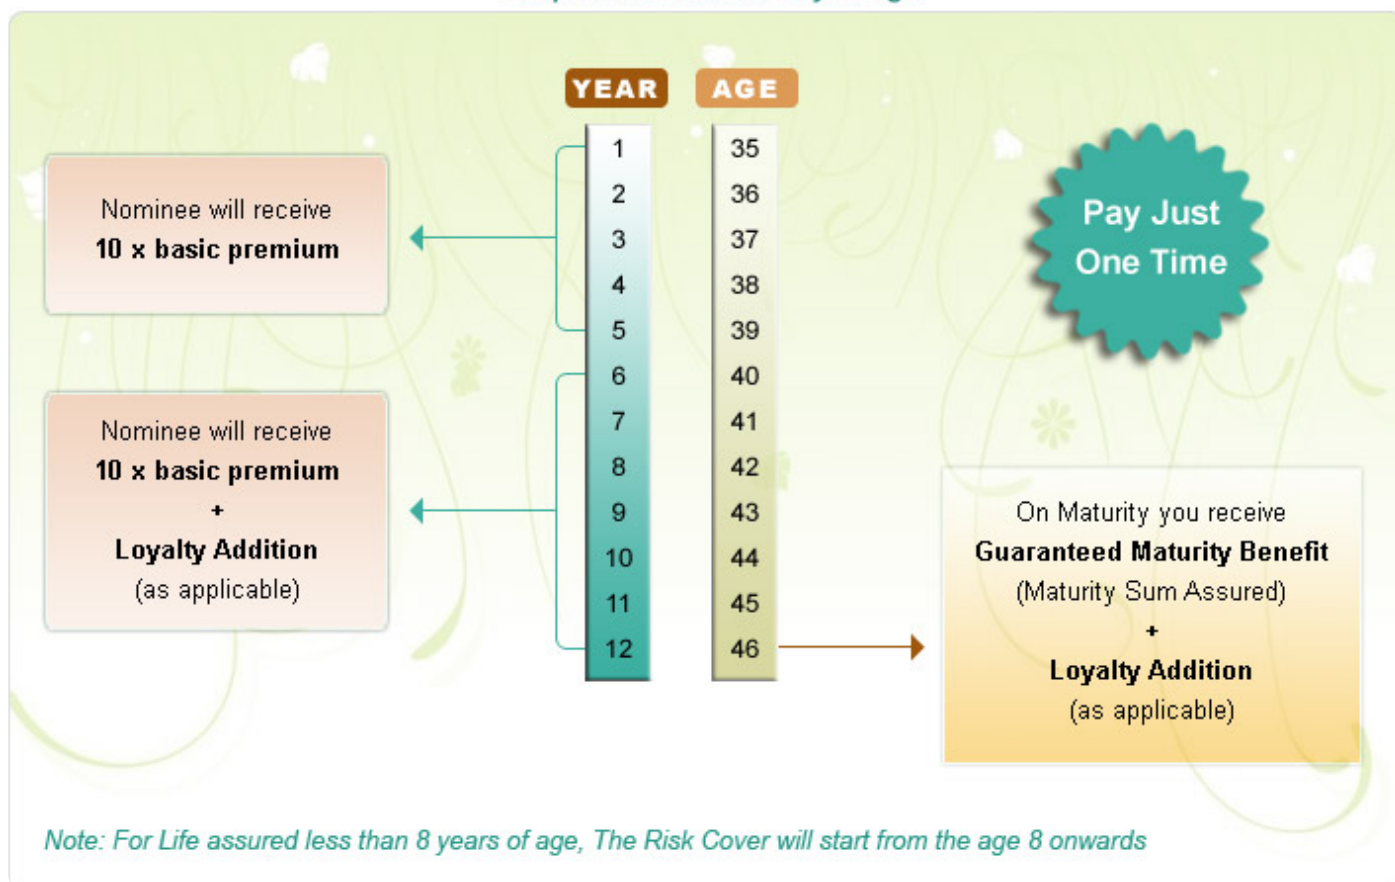 YEAR AGE
1 35
2 36
3 37
4 38
5 39
6 40
7 41
8 42
9 43
10 44
11 45
12 46
Nominee will receive
10 x basic premium
Nominee will receive
10 x basic premium
+
Loyalty Addition
(as applicable)
Pay Just
One Time
On Maturity you receive
Guaranteed Maturity Benefit
(Maturity Sum Assured)
+
Loyalty Addition
(as applicable)
Note: For Life assured less than 8 years of age, The Risk Cover will start from the age 8 onwards